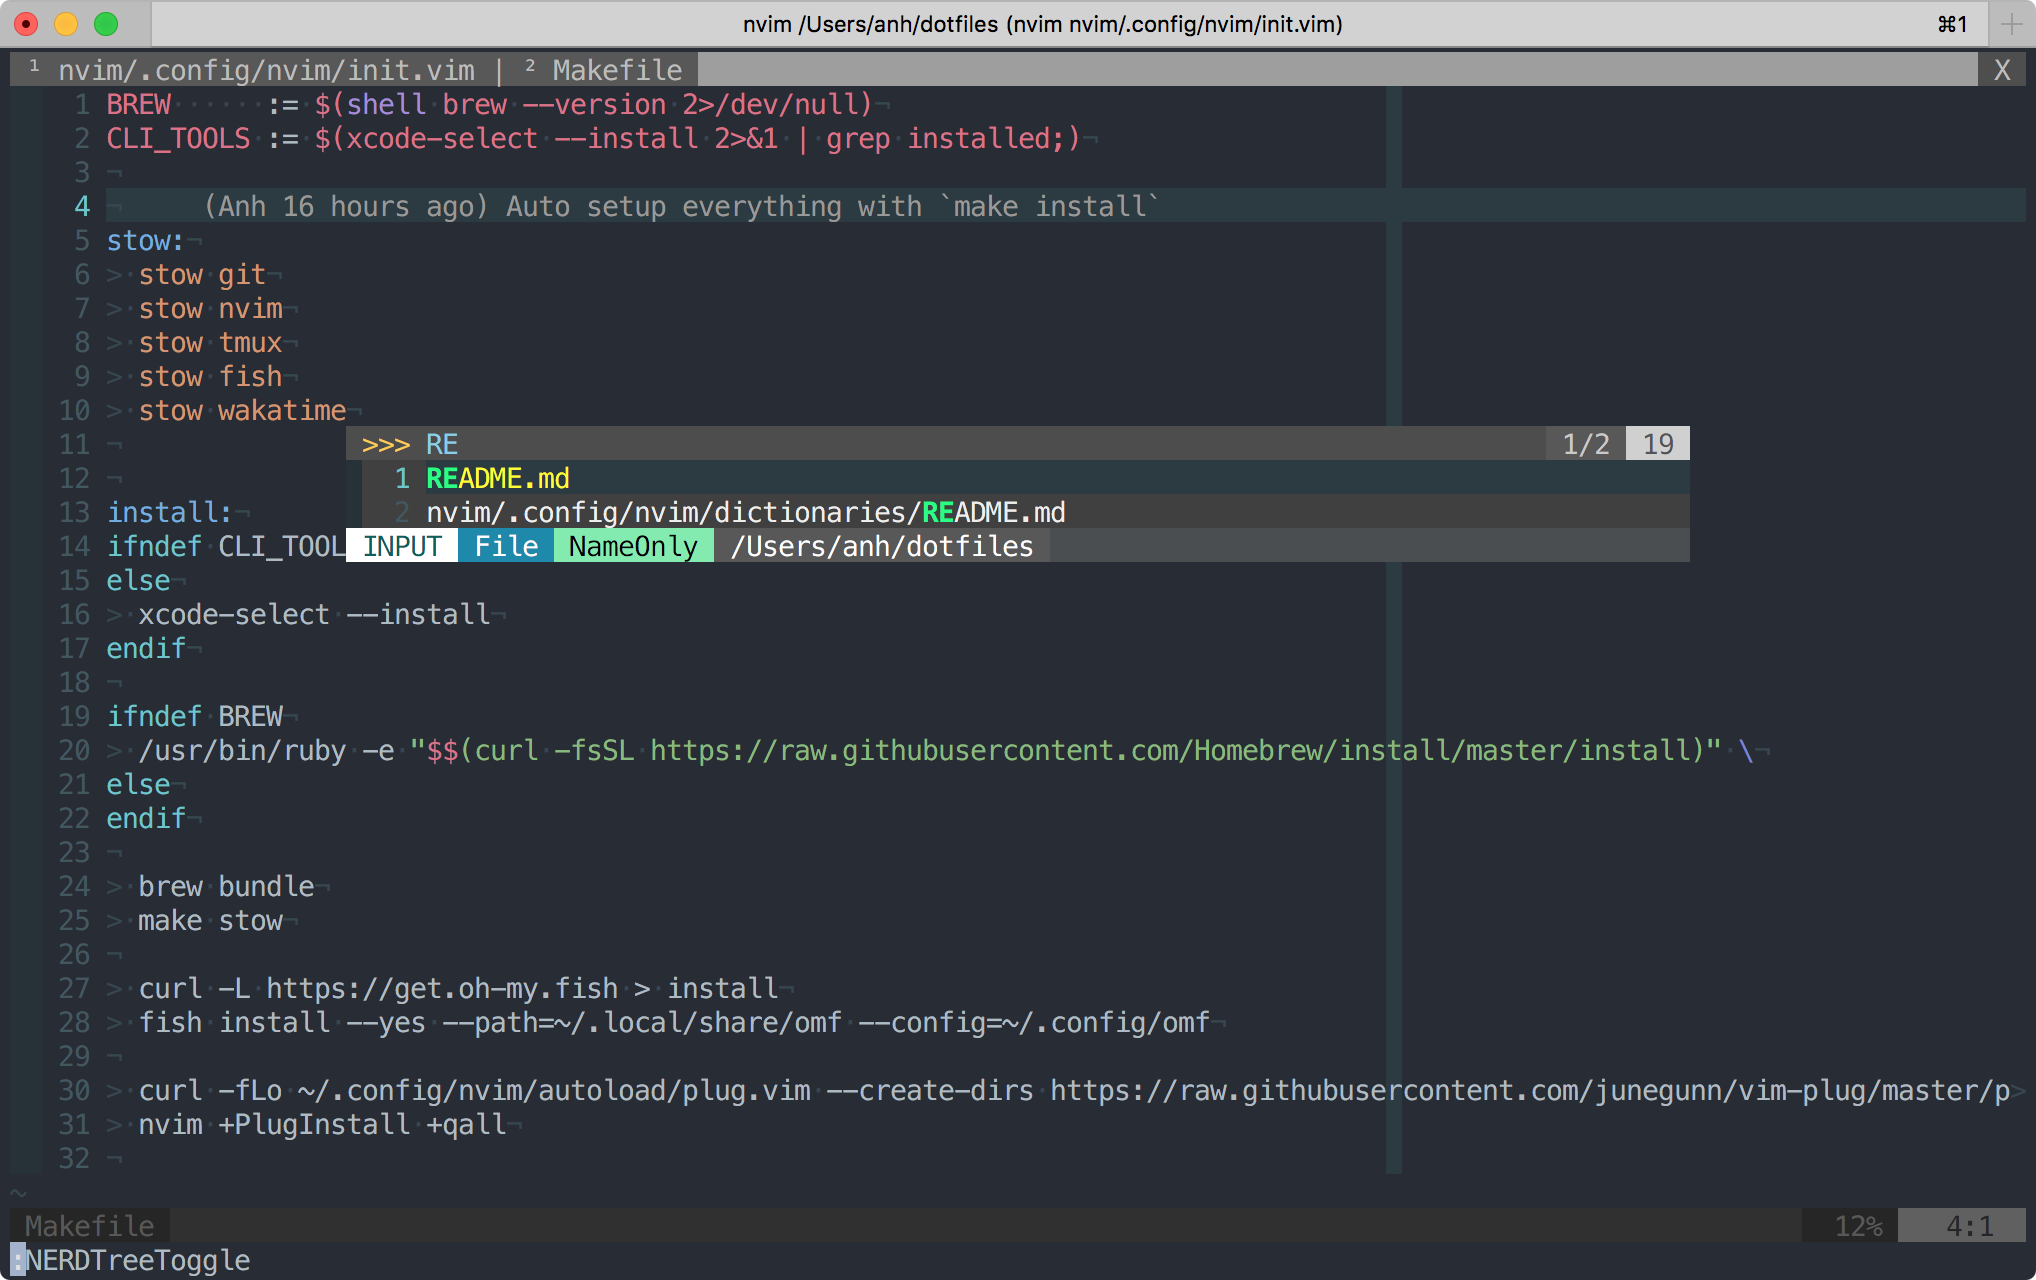 nvim /Users/anh/dotfiles (nvim nvim/.config/nvim/init.vim) ⌘1
¹ nvim/.config/nvim/init.vim | ² Makefile X
1 BREW······:=·$(shell·brew·--version·2>/dev/null)¬
2 CLI_TOOLS·:=·$(xcode-select·--install·2>&1·|·grep·installed;)¬
3 ¬
4 ¬ (Anh 16 hours ago) Auto setup everything with `make install`
5 stow:¬
6 >·stow·git¬
7 >·stow·nvim¬
8 >·stow·tmux¬
9 >·stow·fish¬
10 >·stow·wakatime¬
11 ¬
>>> RE 1/2 19
12 ¬
1 README.md
13 install:¬
2 nvim/.config/nvim/dictionaries/README.md
14 ifndef·CLI_TOOL
INPUT File NameOnly /Users/anh/dotfiles
15 else¬
16 >·xcode-select·--install¬
17 endif¬
18 ¬
19 ifndef·BREW¬
20 >·/usr/bin/ruby·-e·"$$(curl·-fsSL·https://raw.githubusercontent.com/Homebrew/install/master/install)"·\¬
21 else¬
22 endif¬
23 ¬
24 >·brew·bundle¬
25 >·make·stow¬
26 ¬
27 >·curl·-L·https://get.oh-my.fish·>·install¬
28 >·fish·install·--yes·--path=~/.local/share/omf·--config=~/.config/omf¬
29 ¬
30 >·curl·-fLo·~/.config/nvim/autoload/plug.vim·--create-dirs·https://raw.githubusercontent.com/junegunn/vim-plug/master/p>
31 >·nvim·+PlugInstall·+qall¬
32 ¬
~
Makefile 12% 4:1
:NERDTreeToggle